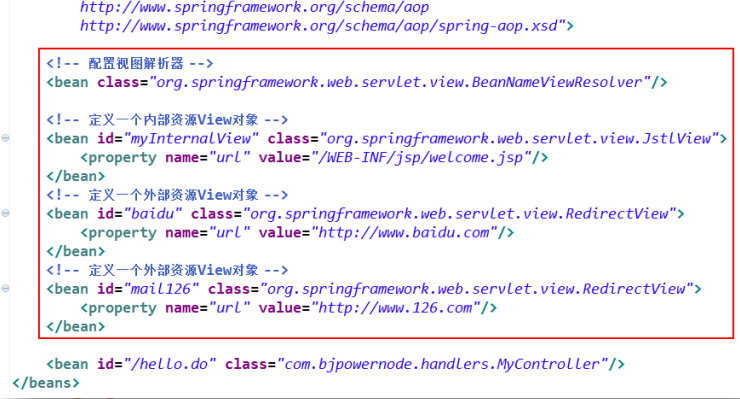 http://www.springframework.org/schema/aop
http://www.springframework.org/schema/aop/spring-aop.xsd">
<!-- 配置视图解析器 -->
<bean class="org.springframework.web.servlet.view.BeanNameViewResolver"/>
<!-- 定义一个内部资源View对象 -->
<bean id="myInternalView" class="org.springframework.web.servlet.view.JstlView">
<property name="url" value="/WEB-INF/jsp/welcome.jsp"/>
</bean>
<!-- 定义一个外部资源View对象 -->
<bean id="baidu" class="org.springframework.web.servlet.view.RedirectView">
<property name="url" value="http://www.baidu.com"/>
</bean>
<!-- 定义一个外部资源View对象 -->
<bean id="mail126" class="org.springframework.web.servlet.view.RedirectView">
<property name="url" value="http://www.126.com"/>
</bean>
<bean id="/hello.do" class="com.bjpowernode.handlers.MyController"/>
</beans>